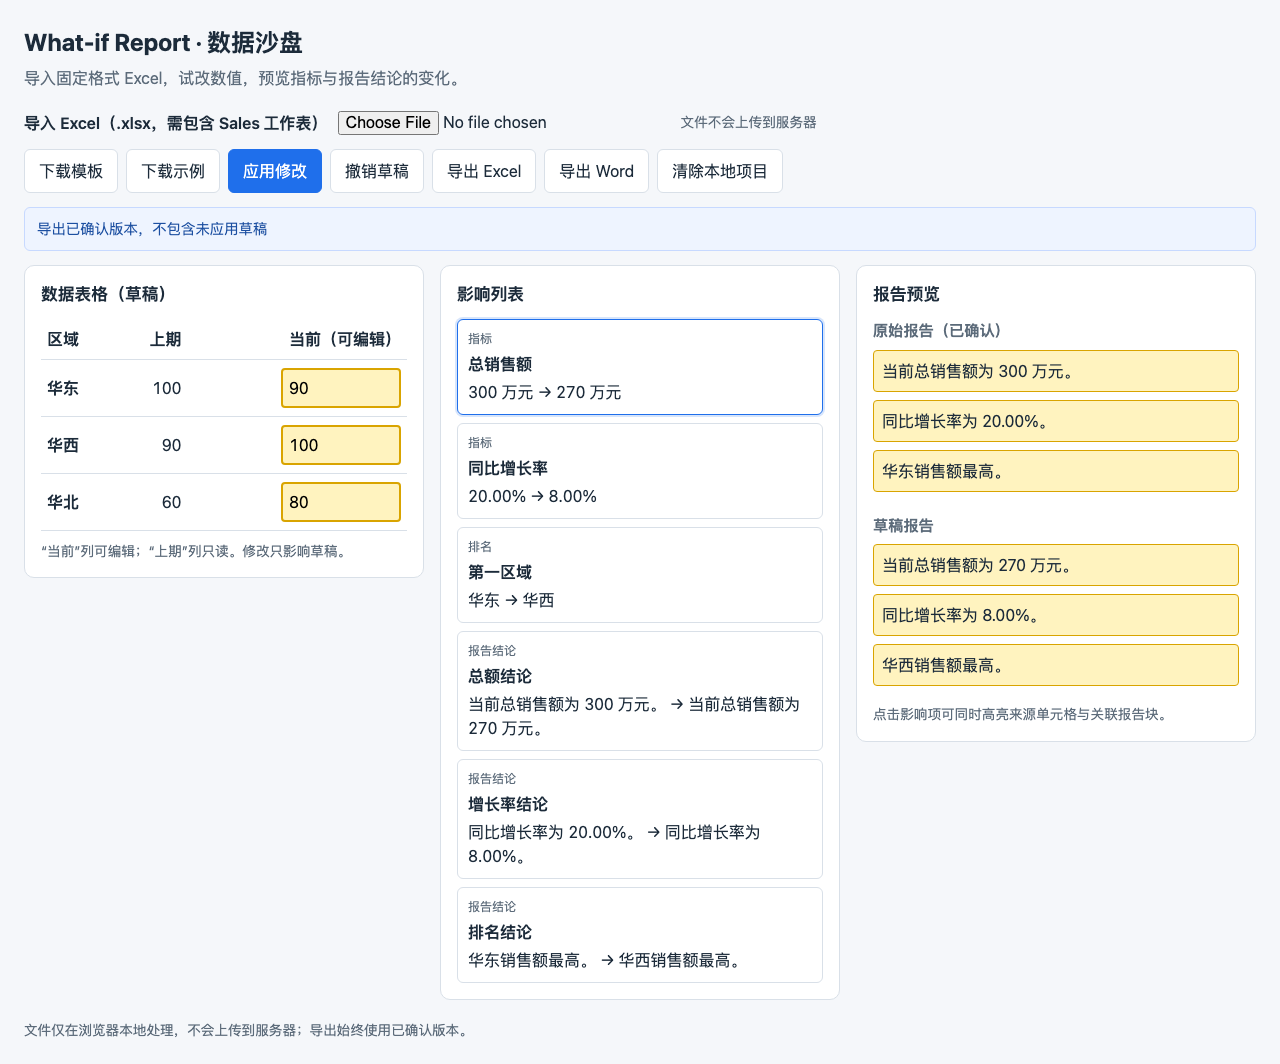 What-if Report · 数据沙盘
导入固定格式 Excel，试改数值，预览指标与报告结论的变化。
导入 Excel（.xlsx，需包含 Sales 工作表） Choose File No file chosen 文件不会上传到服务器
下载模板 下载示例 应用修改 撤销草稿 导出 Excel 导出 Word 清除本地项目
导出已确认版本，不包含未应用草稿
数据表格（草稿）
区域 上期 当前（可编辑）
华东 100 90
华西 90 100
华北 60 80
“当前”列可编辑；“上期”列只读。修改只影响草稿。
影响列表
指标
总销售额
300 万元 → 270 万元
指标
同比增长率
20.00% → 8.00%
排名
第一区域
华东 → 华西
报告结论
总额结论
当前总销售额为 300 万元。 → 当前总销售额为
270 万元。
报告结论
增长率结论
同比增长率为 20.00%。 → 同比增长率为
8.00%。
报告结论
排名结论
华东销售额最高。 → 华西销售额最高。
报告预览
原始报告（已确认）
当前总销售额为 300 万元。
同比增长率为 20.00%。
华东销售额最高。
草稿报告
当前总销售额为 270 万元。
同比增长率为 8.00%。
华西销售额最高。
点击影响项可同时高亮来源单元格与关联报告块。
文件仅在浏览器本地处理，不会上传到服务器；导出始终使用已确认版本。